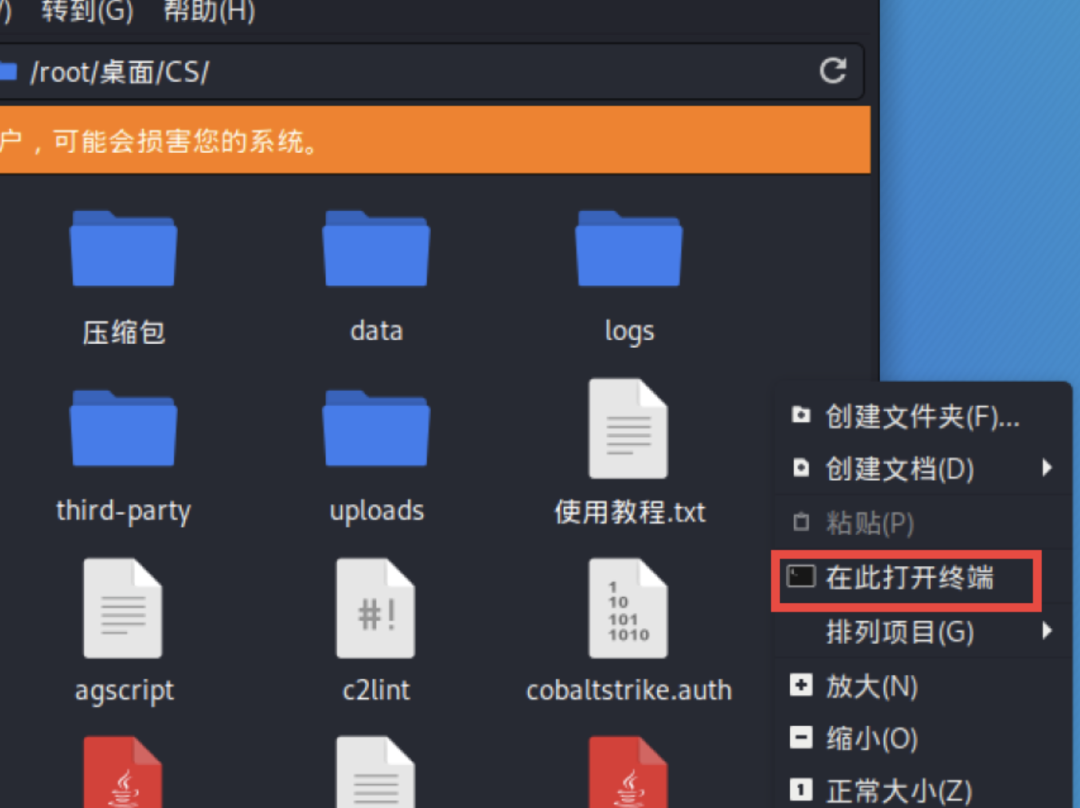 转到(G) 帮助(H)
/root/桌面/CS/
户，可能会损害您的系统。
压缩包 data logs
third-party uploads 使用教程.txt
#! 1
10
101
1010
agscript c2lint cobaltstrike.auth
创建文件夹(F)...
创建文档(D)
粘贴(P)
在此打开终端
排列项目(G)
放大(N)
缩小(O)
正常大小(Z)